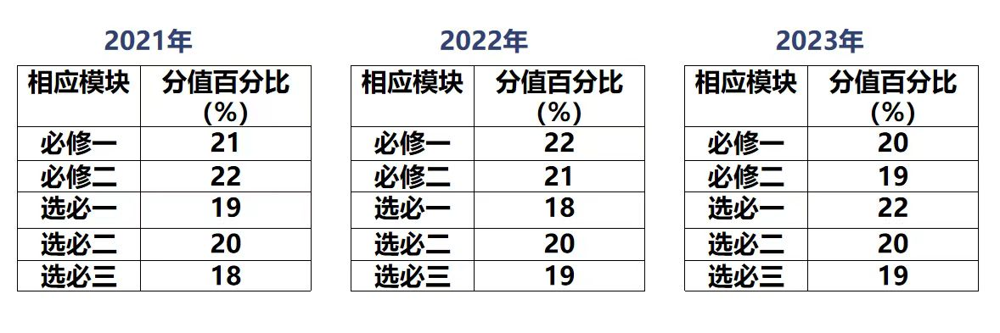 2021年
相应模块 分值百分比
(%)
必修一 21
必修二 22
选必一 19
选必二 20
选必三 18
2022年
相应模块 分值百分比
(%)
必修一 22
必修二 21
选必一 18
选必二 20
选必三 19
2023年
相应模块 分值百分比
(%)
必修一 20
必修二 19
选必一 22
选必二 20
选必三 19